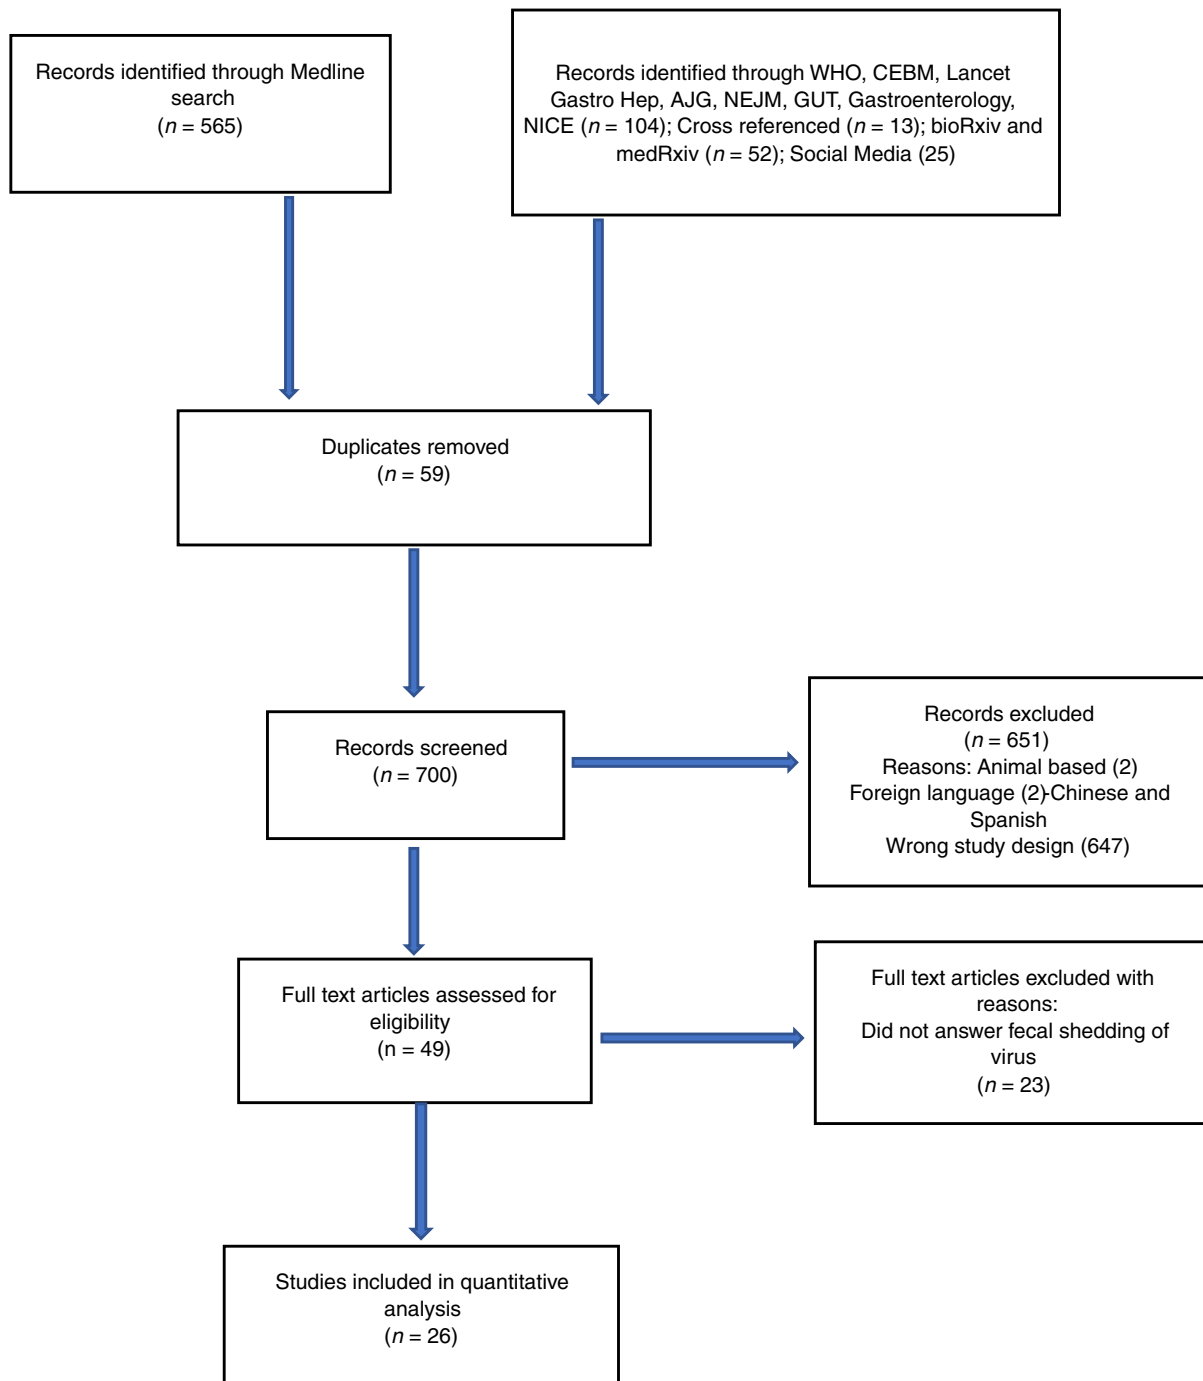 Records identified through Medline
search
(n = 565)
Records identified through WHO, CEBM, Lancet
Gastro Hep, AJG, NEJM, GUT, Gastroenterology,
NICE (n = 104); Cross referenced (n = 13); bioRxiv and
medRxiv (n = 52); Social Media (25)
Duplicates removed
(n = 59)
Records screened
(n = 700)
Records excluded
(n = 651)
Reasons: Animal based (2)
Foreign language (2)-Chinese and
Spanish
Wrong study design (647)
Full text articles assessed for
eligibility
(n = 49)
Full text articles excluded with
reasons:
Did not answer fecal shedding of
virus
(n = 23)
Studies included in quantitative
analysis
(n = 26)